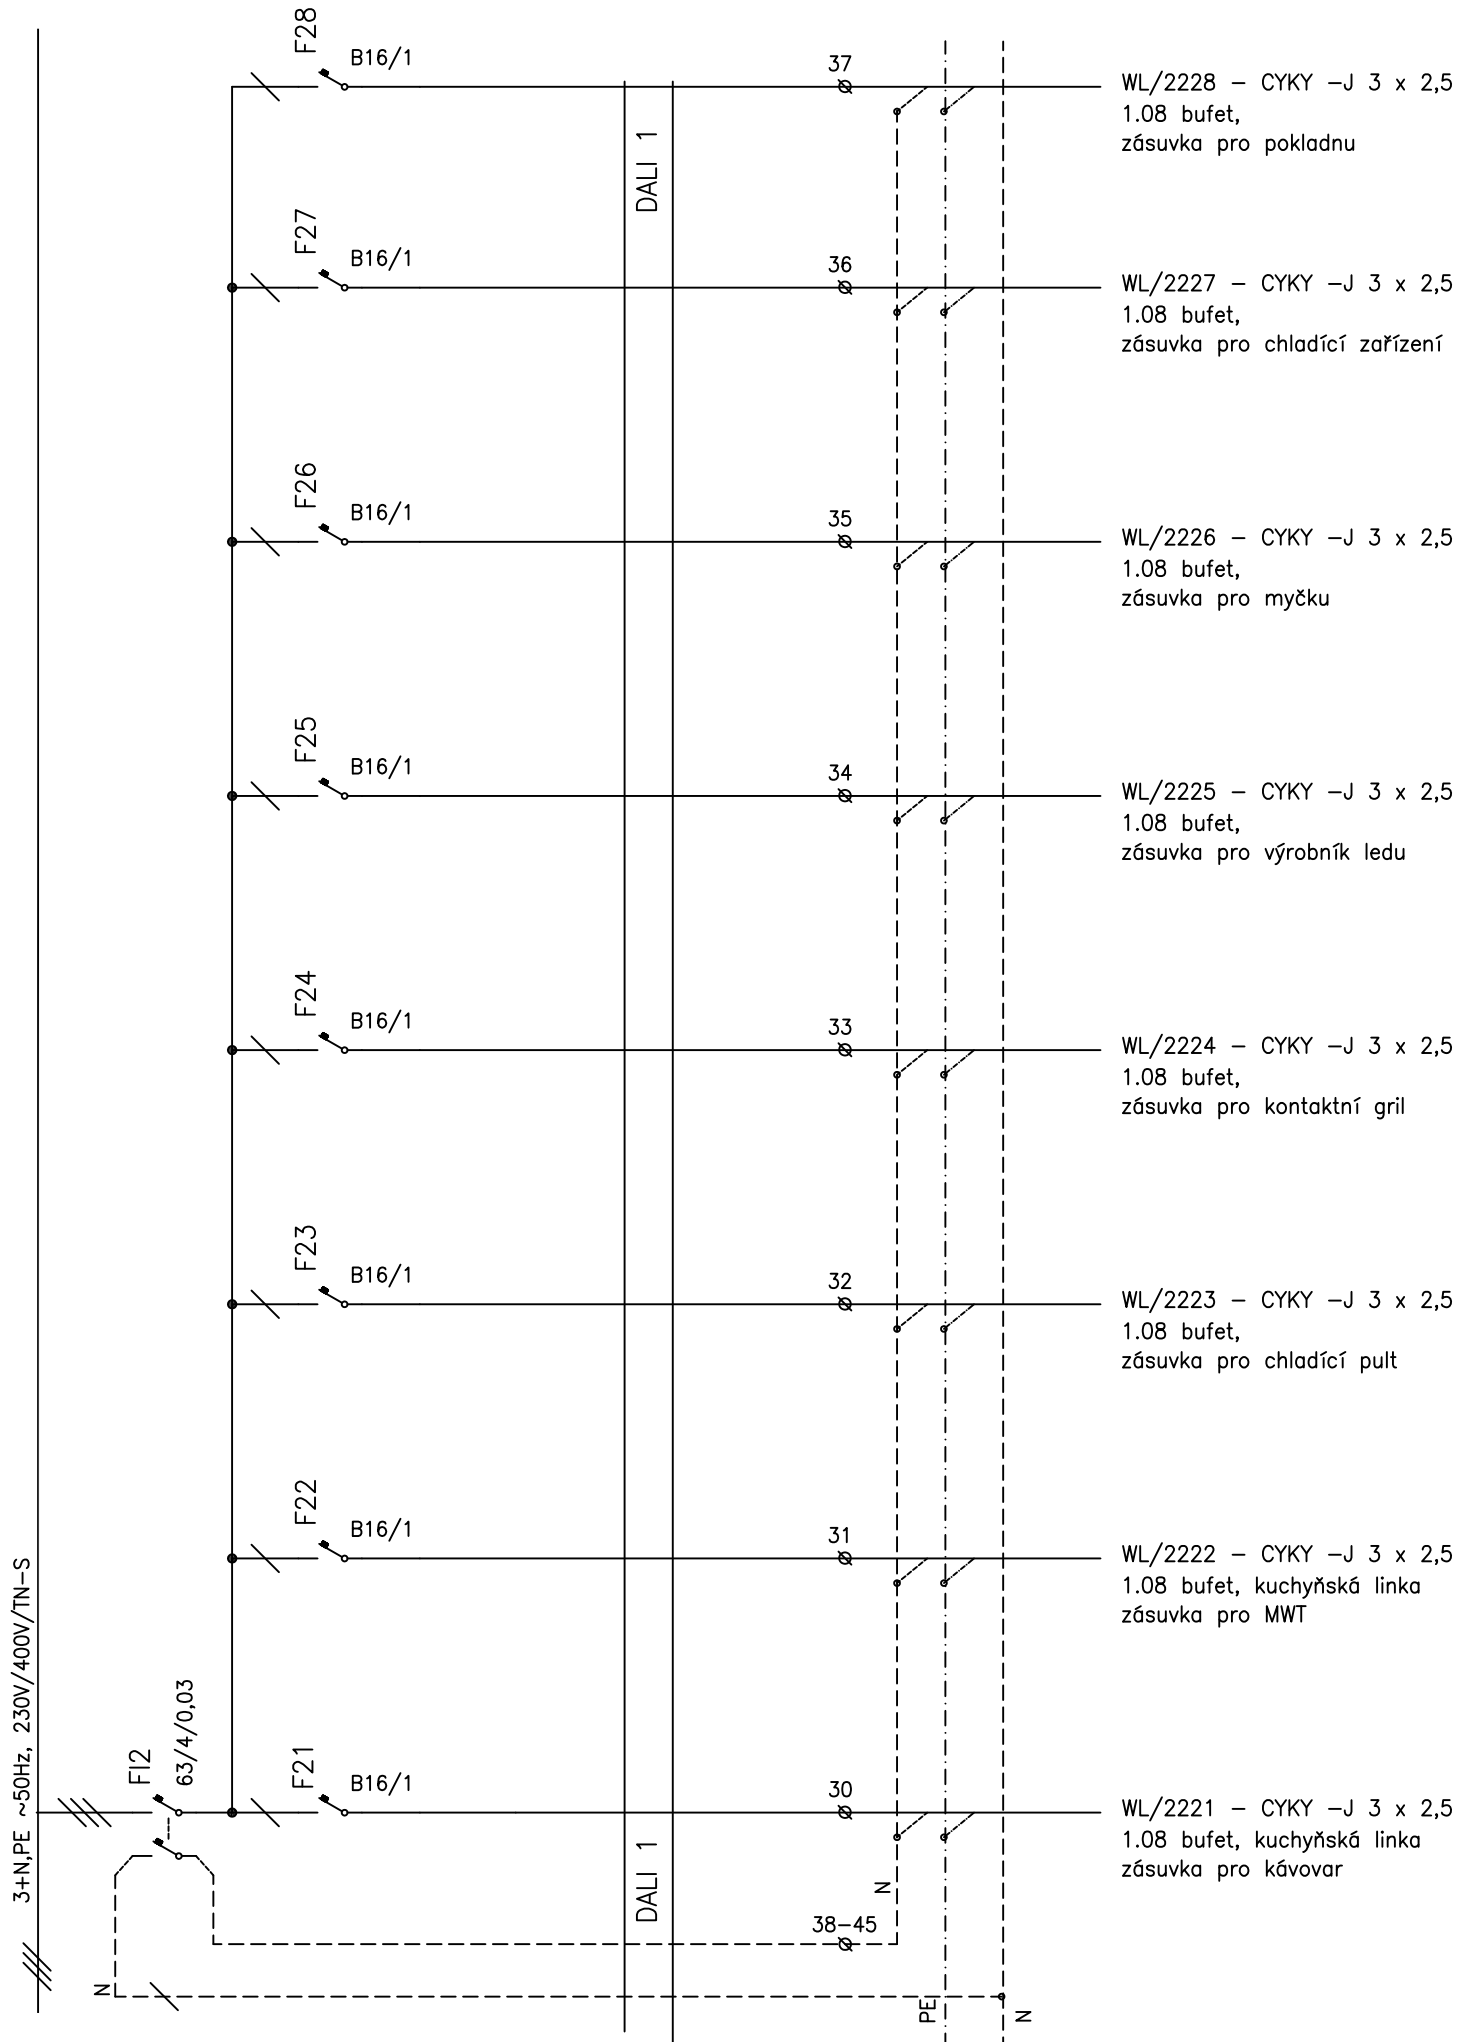 F28
B16/1
37
WL/2228 - CYKY -J 3 x 2,5
1.08 bufet,
zásuvka pro pokladnu
DALI 1
F27
B16/1
36
WL/2227 - CYKY -J 3 x 2,5
1.08 bufet,
zásuvka pro chladící zařízení
F26
B16/1
35
WL/2226 - CYKY -J 3 x 2,5
1.08 bufet,
zásuvka pro myčku
F25
B16/1
34
WL/2225 - CYKY -J 3 x 2,5
1.08 bufet,
zásuvka pro výrobník ledu
F24
B16/1
33
WL/2224 - CYKY -J 3 x 2,5
1.08 bufet,
zásuvka pro kontaktní gril
F23
B16/1
32
WL/2223 - CYKY -J 3 x 2,5
1.08 bufet,
zásuvka pro chladící pult
F22
B16/1
31
WL/2222 - CYKY -J 3 x 2,5
1.08 bufet, kuchyňská linka
zásuvka pro MWT
3+N,PE ~50Hz, 230V/400V/TN-S
FI2
63/4/0,03
F21
B16/1
30
WL/2221 - CYKY -J 3 x 2,5
1.08 bufet, kuchyňská linka
zásuvka pro kávovar
DALI 1
N
38-45
N
PE
N